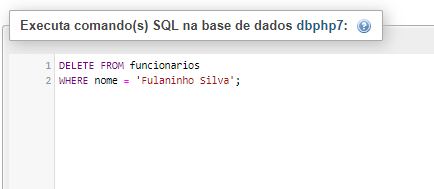 Executa comando(s) SQL na base de dados dbphp7:
1 DELETE FROM funcionarios
2 WHERE nome = 'Fulaninho Silva';